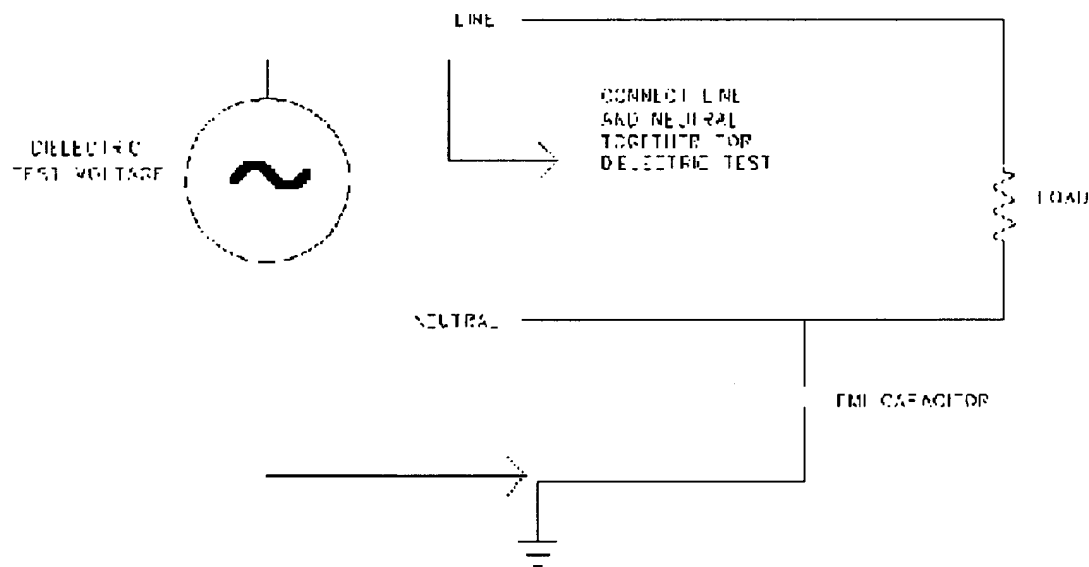 LINE
CONNECT LINE
AND NEUTRAL
TOGETHER FOR
DIELECTRIC TEST
DIELECTRIC
TEST VOLTAGE
LOAD
NEUTRAL
EMI CAPACITOR